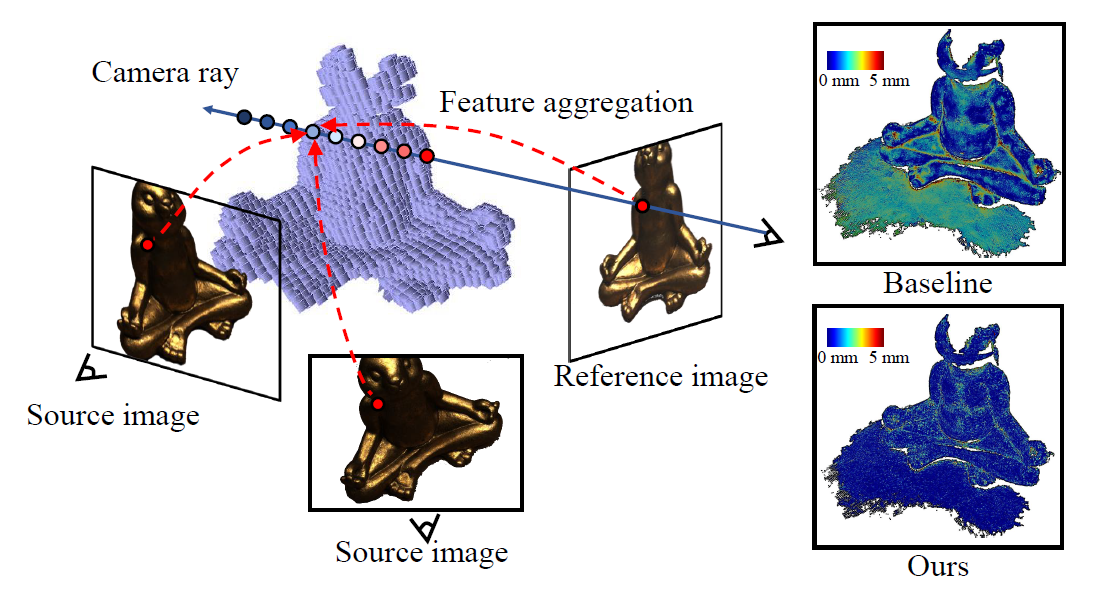 Camera ray
Feature aggregation
0 mm 5 mm
Baseline
Source image
Reference image
0 mm 5 mm
Source image
Ours